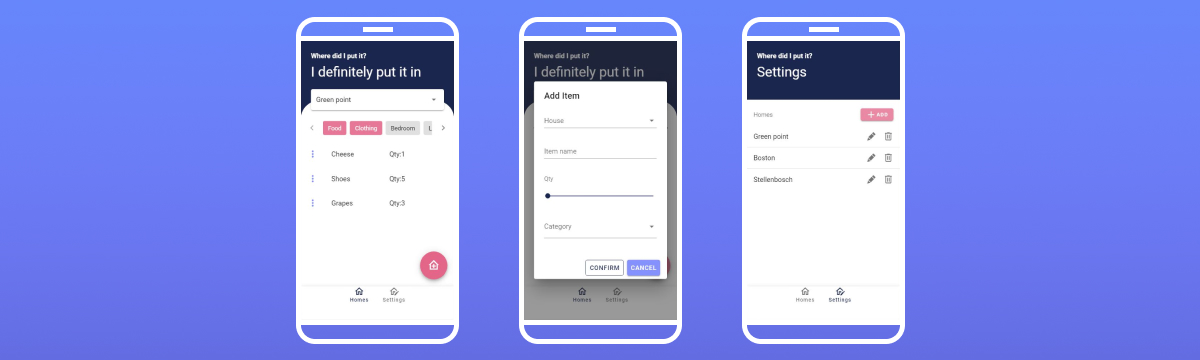 Where did I put it?
I definitely put it in
Green point
Food Clothing Bedroom L
Cheese Qty:1
Shoes Qty:5
Grapes Qty:3
Homes Settings
Where did I put it?
I definitely put it in
Add Item
House
Item name
Qty
Category
CONFIRM CANCEL
Homes Settings
Where did I put it?
Settings
Homes ADD
Green point
Boston
Stellenbosch
Homes Settings